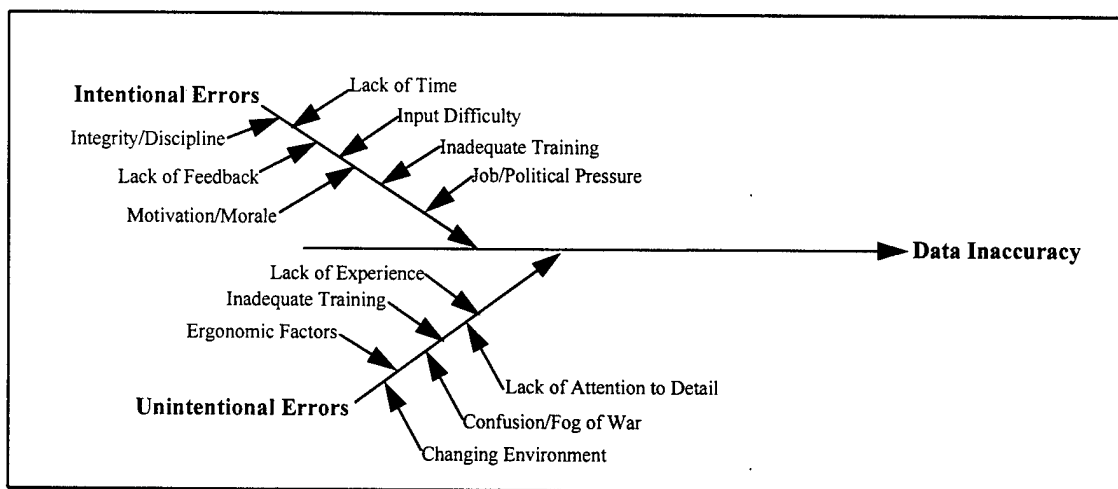 Lack of Time
Intentional Errors
Input Difficulty
Integrity/Discipline
Inadequate Training
Lack of Feedback
Job/Political Pressure
Motivation/Morale
Data Inaccuracy
Lack of Experience
Inadequate Training
Ergonomic Factors
Lack of Attention to Detail
Unintentional Errors
Confusion/Fog of War
Changing Environment